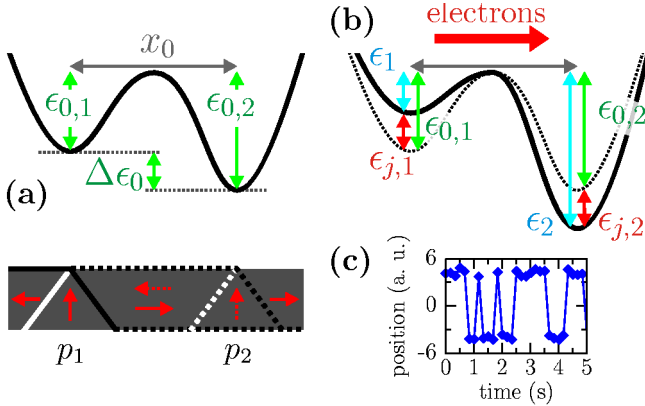 (a)
x₀
ϵ₀,₁
ϵ₀,₂
Δϵ₀
p₁
p₂
(b)
electrons
ϵ₁
ϵ₀,₁
ϵⱼ,₁
ϵ₀,₂
ϵ₂
ϵⱼ,₂
(c)
position (a. u.)
6
0
-6
0 1 2 3 4 5
time (s)